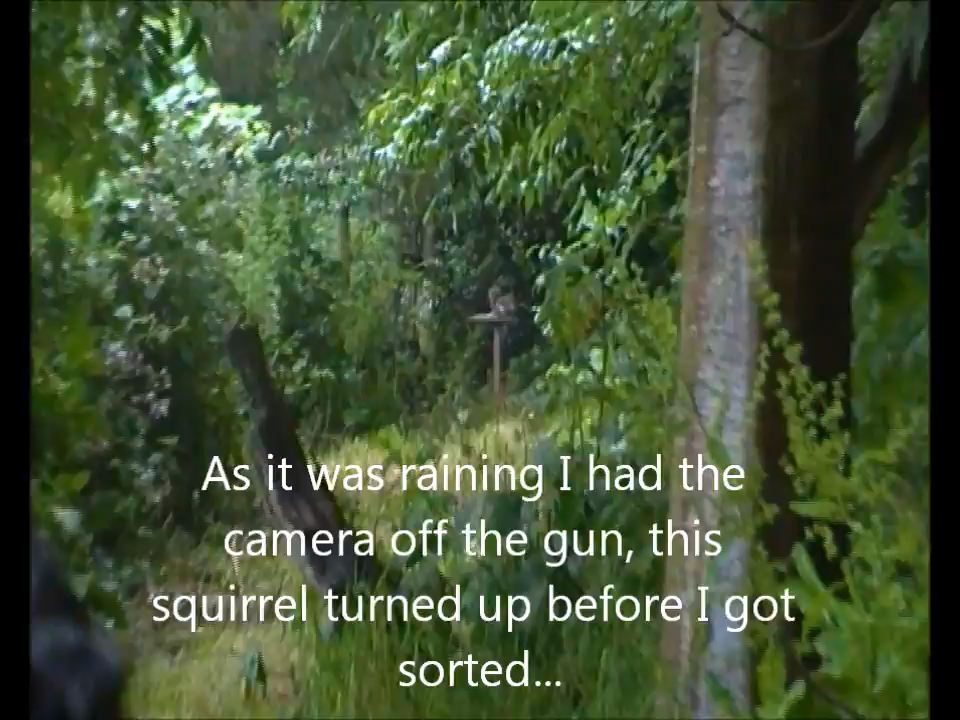 As it was raining I had the
camera off the gun, this
squirrel turned up before I got
sorted...